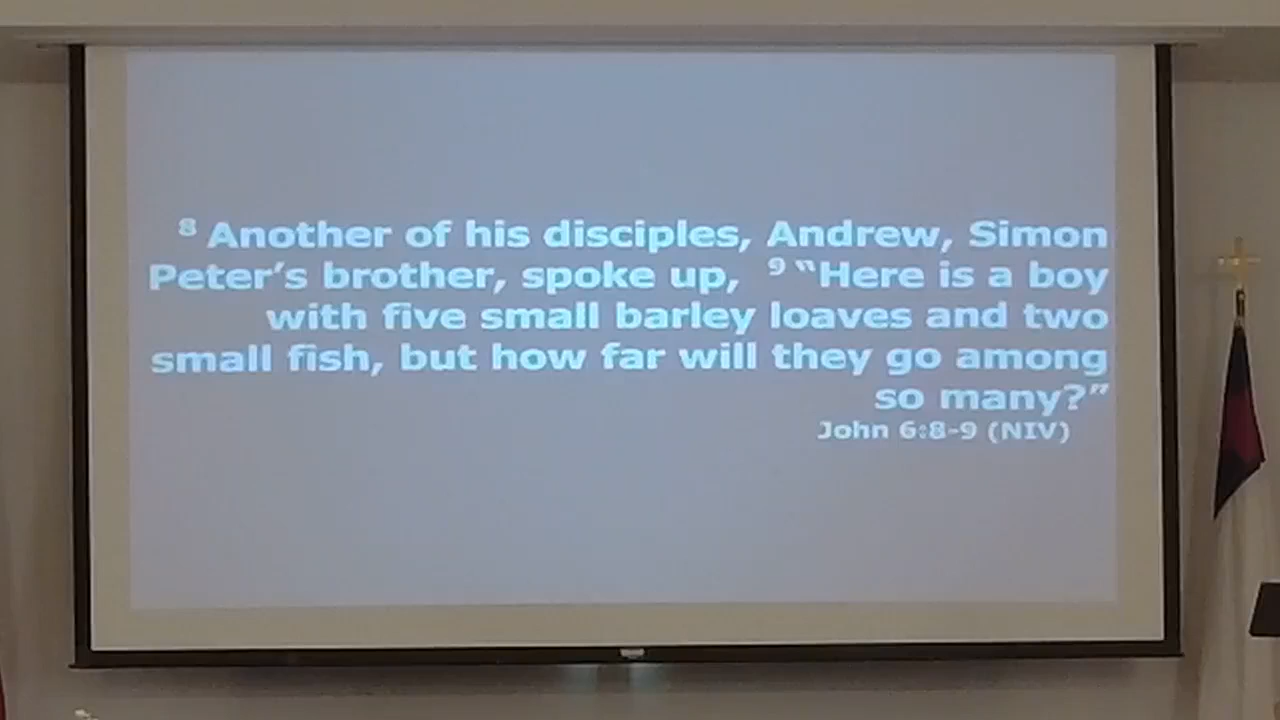 ⁸ Another of his disciples, Andrew, Simon
Peter’s brother, spoke up, ⁹ “Here is a boy
with five small barley loaves and two
small fish, but how far will they go among
so many?”
John 6:8-9 (NIV)